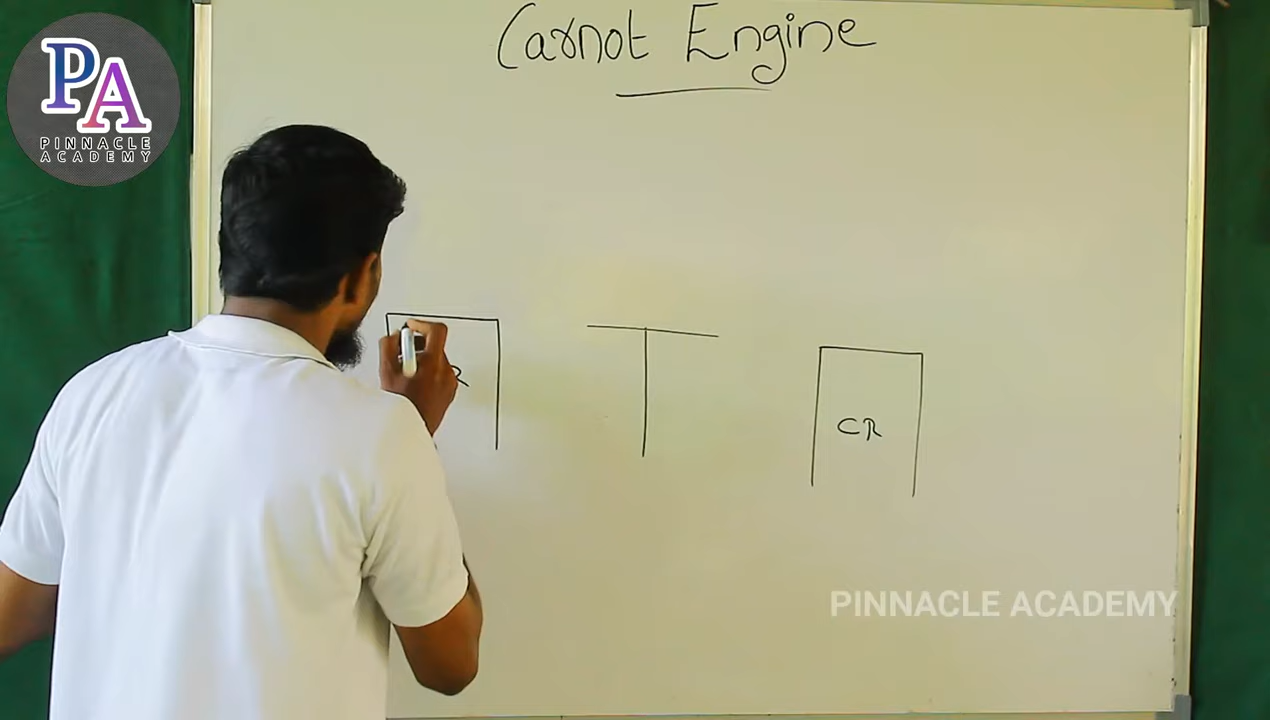 PA
PINNACLE
ACADEMY
Carnot Engine
R
CR
PINNACLE ACADEMY